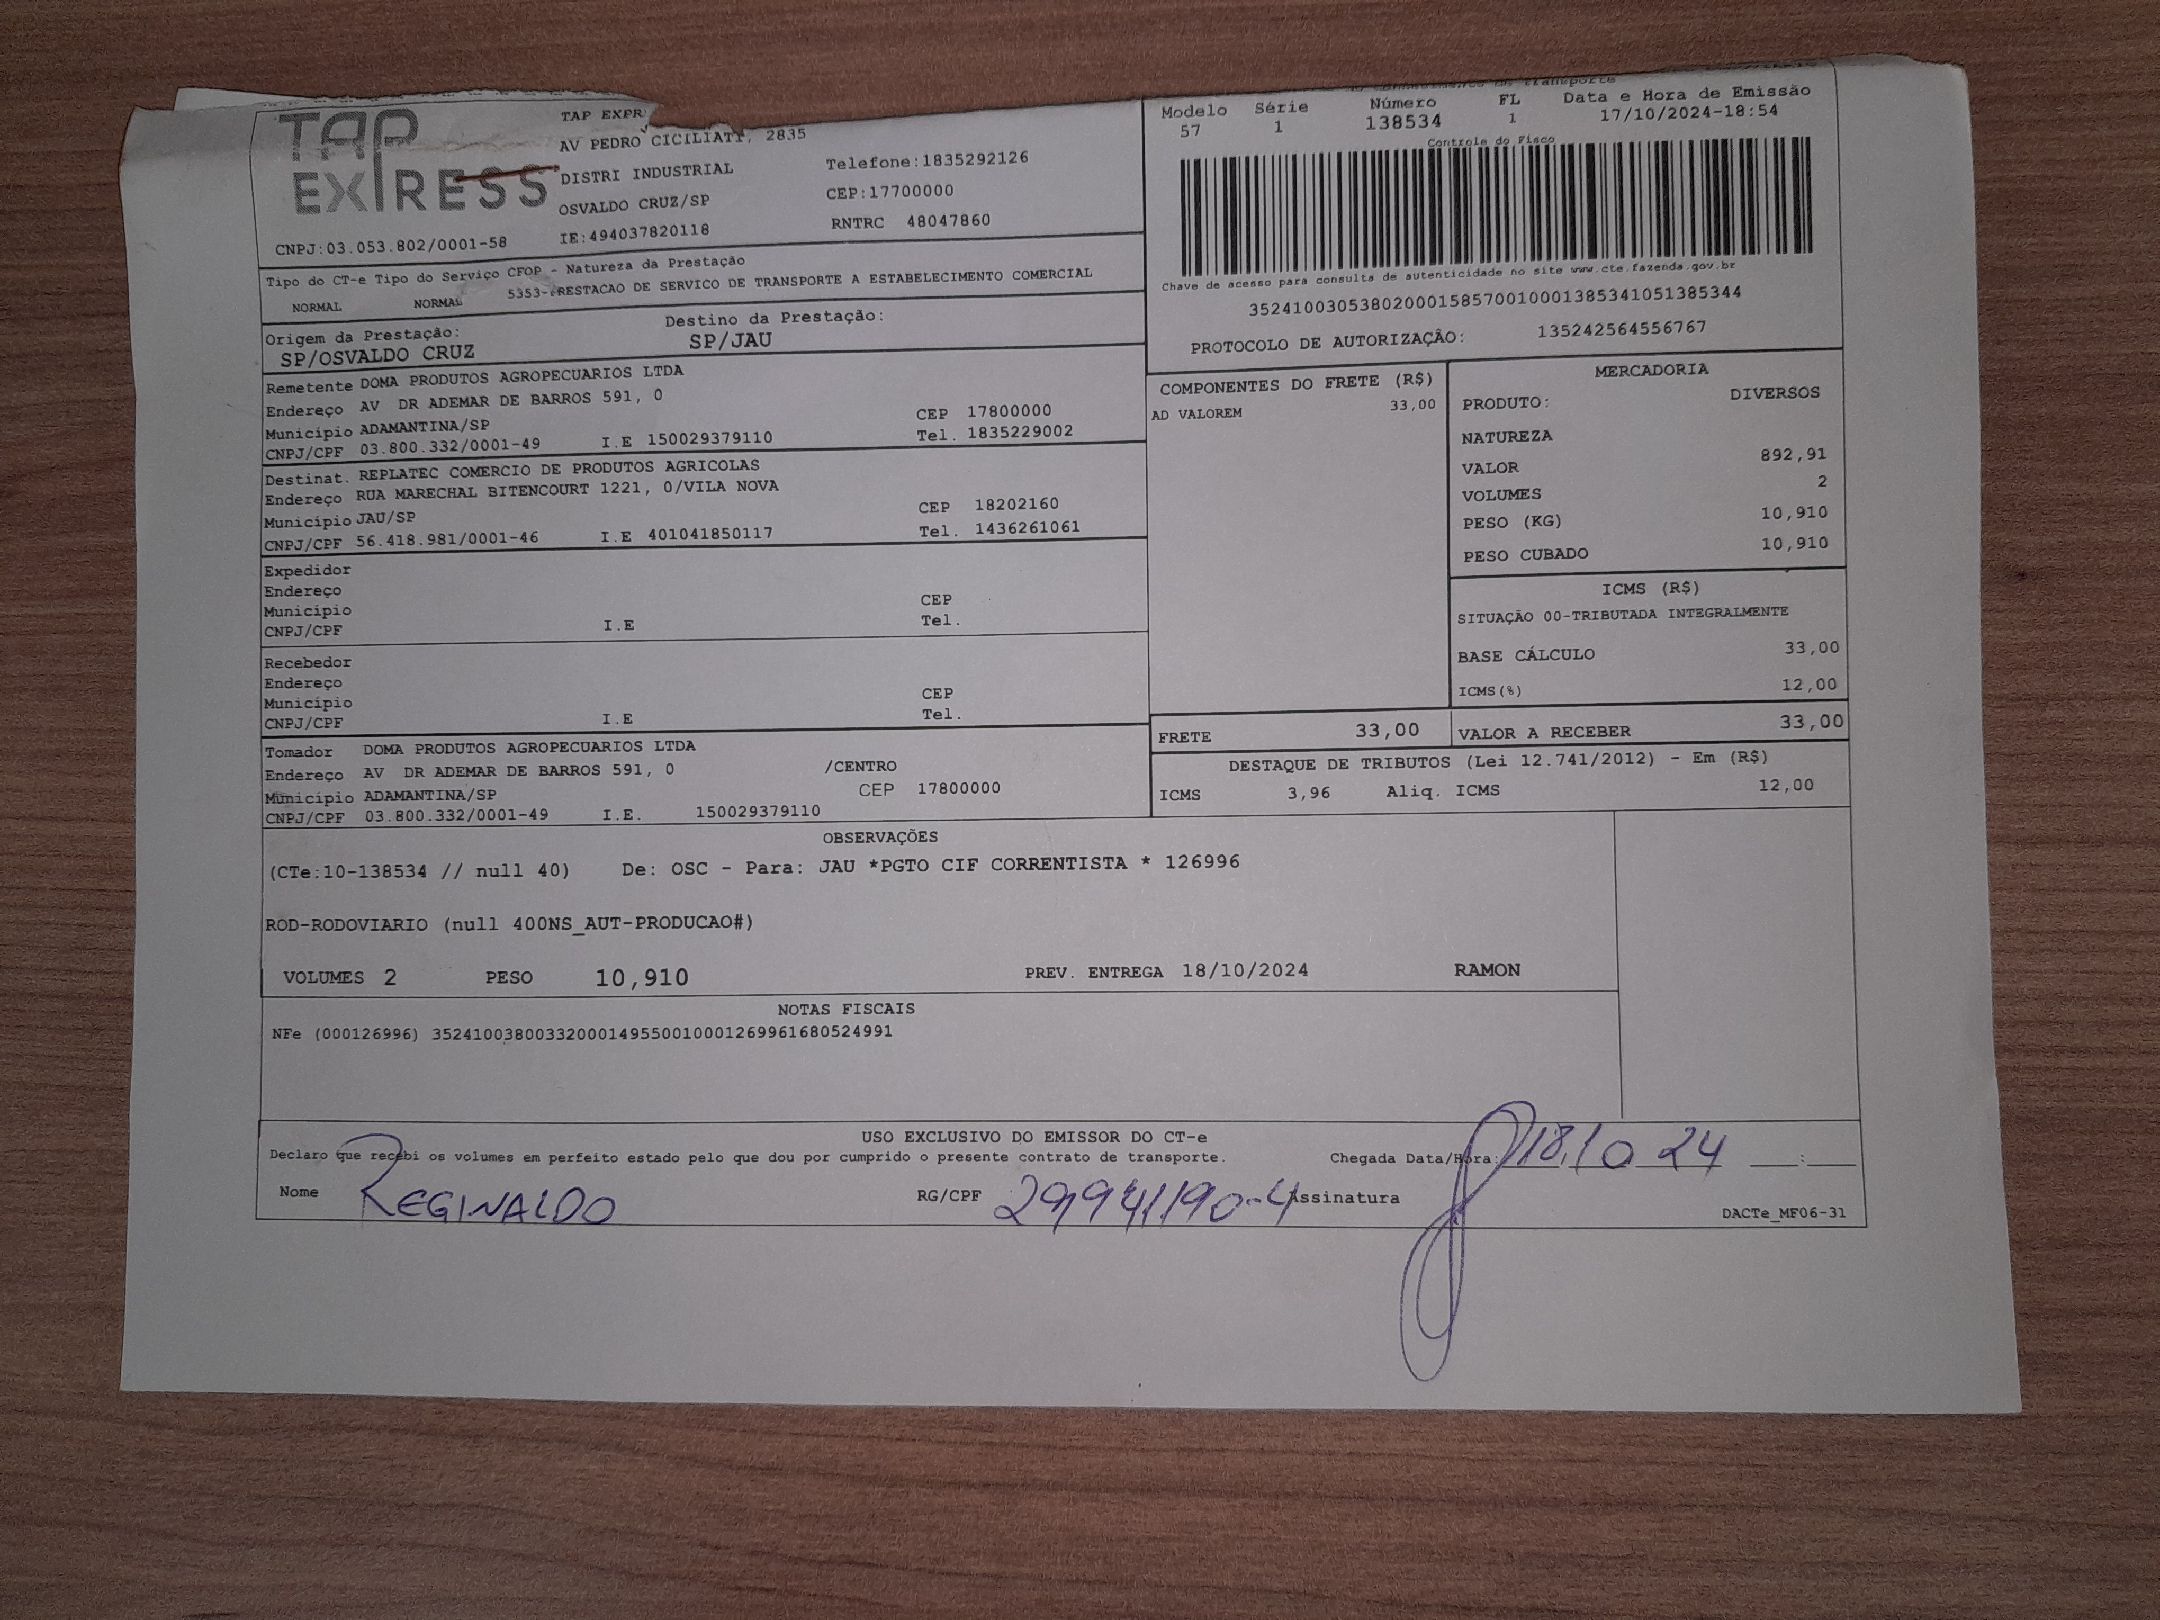 TAP
EXPRESS
TAP EXPR
AV PEDRO CICILIATI, 2835
DISTRI INDUSTRIAL
Telefone:1835292126
OSVALDO CRUZ/SP
CEP:17700000
CNPJ:03.053.802/0001-58
IE:494037820118
RNTRC 48047860
Modelo Série Número FL Data e Hora de Emissão
57 1 138534 1 17/10/2024-18:54
Controle do Fisco
Chave de acesso para consulta de autenticidade no site www.cte.fazenda.gov.br
35241003053802000158570010001385341051385344
PROTOCOLO DE AUTORIZAÇÃO: 135242564556767
Tipo do CT-e Tipo do Serviço CFOP - Natureza da Prestação
NORMAL NORMAL 5353-PRESTACAO DE SERVICO DE TRANSPORTE A ESTABELECIMENTO COMERCIAL
Origem da Prestação: Destino da Prestação:
SP/OSVALDO CRUZ SP/JAU
Remetente DOMA PRODUTOS AGROPECUARIOS LTDA
Endereço AV DR ADEMAR DE BARROS 591, 0
Município ADAMANTINA/SP CEP 17800000
CNPJ/CPF 03.800.332/0001-49 I.E 150029379110 Tel. 1835229002
Destinat. REPLATEC COMERCIO DE PRODUTOS AGRICOLAS
Endereço RUA MARECHAL BITENCOURT 1221, 0/VILA NOVA
Município JAU/SP CEP 18202160
CNPJ/CPF 56.418.981/0001-46 I.E 401041850117 Tel. 1436261061
Expedidor
Endereço
Município CEP
CNPJ/CPF I.E Tel.
Recebedor
Endereço
Município CEP
CNPJ/CPF I.E Tel.
Tomador DOMA PRODUTOS AGROPECUARIOS LTDA
Endereço AV DR ADEMAR DE BARROS 591, 0 /CENTRO
Município ADAMANTINA/SP CEP 17800000
CNPJ/CPF 03.800.332/0001-49 I.E. 150029379110
COMPONENTES DO FRETE (R$)
AD VALOREM 33,00
MERCADORIA
PRODUTO: DIVERSOS
NATUREZA
VALOR 892,91
VOLUMES 2
PESO (KG) 10,910
PESO CUBADO 10,910
ICMS (R$)
SITUAÇÃO 00-TRIBUTADA INTEGRALMENTE
BASE CÁLCULO 33,00
ICMS(%) 12,00
FRETE 33,00 VALOR A RECEBER 33,00
DESTAQUE DE TRIBUTOS (Lei 12.741/2012) - Em (R$)
ICMS 3,96 Aliq. ICMS 12,00
OBSERVAÇÕES
(CTe:10-138534 // null 40) De: OSC - Para: JAU *PGTO CIF CORRENTISTA * 126996
ROD-RODOVIARIO (null 400NS_AUT-PRODUCAO#)
VOLUMES 2 PESO 10,910 PREV. ENTREGA 18/10/2024 RAMON
NOTAS FISCAIS
NFe (000126996) 35241003800332000149550010001269961680524991
USO EXCLUSIVO DO EMISSOR DO CT-e
Declaro que recebi os volumes em perfeito estado pelo que dou por cumprido o presente contrato de transporte. Chegada Data/Hora: 18.10 24 :
Nome REGINALDO RG/CPF 29941190-4 Assinatura
DACTe_MF06-31